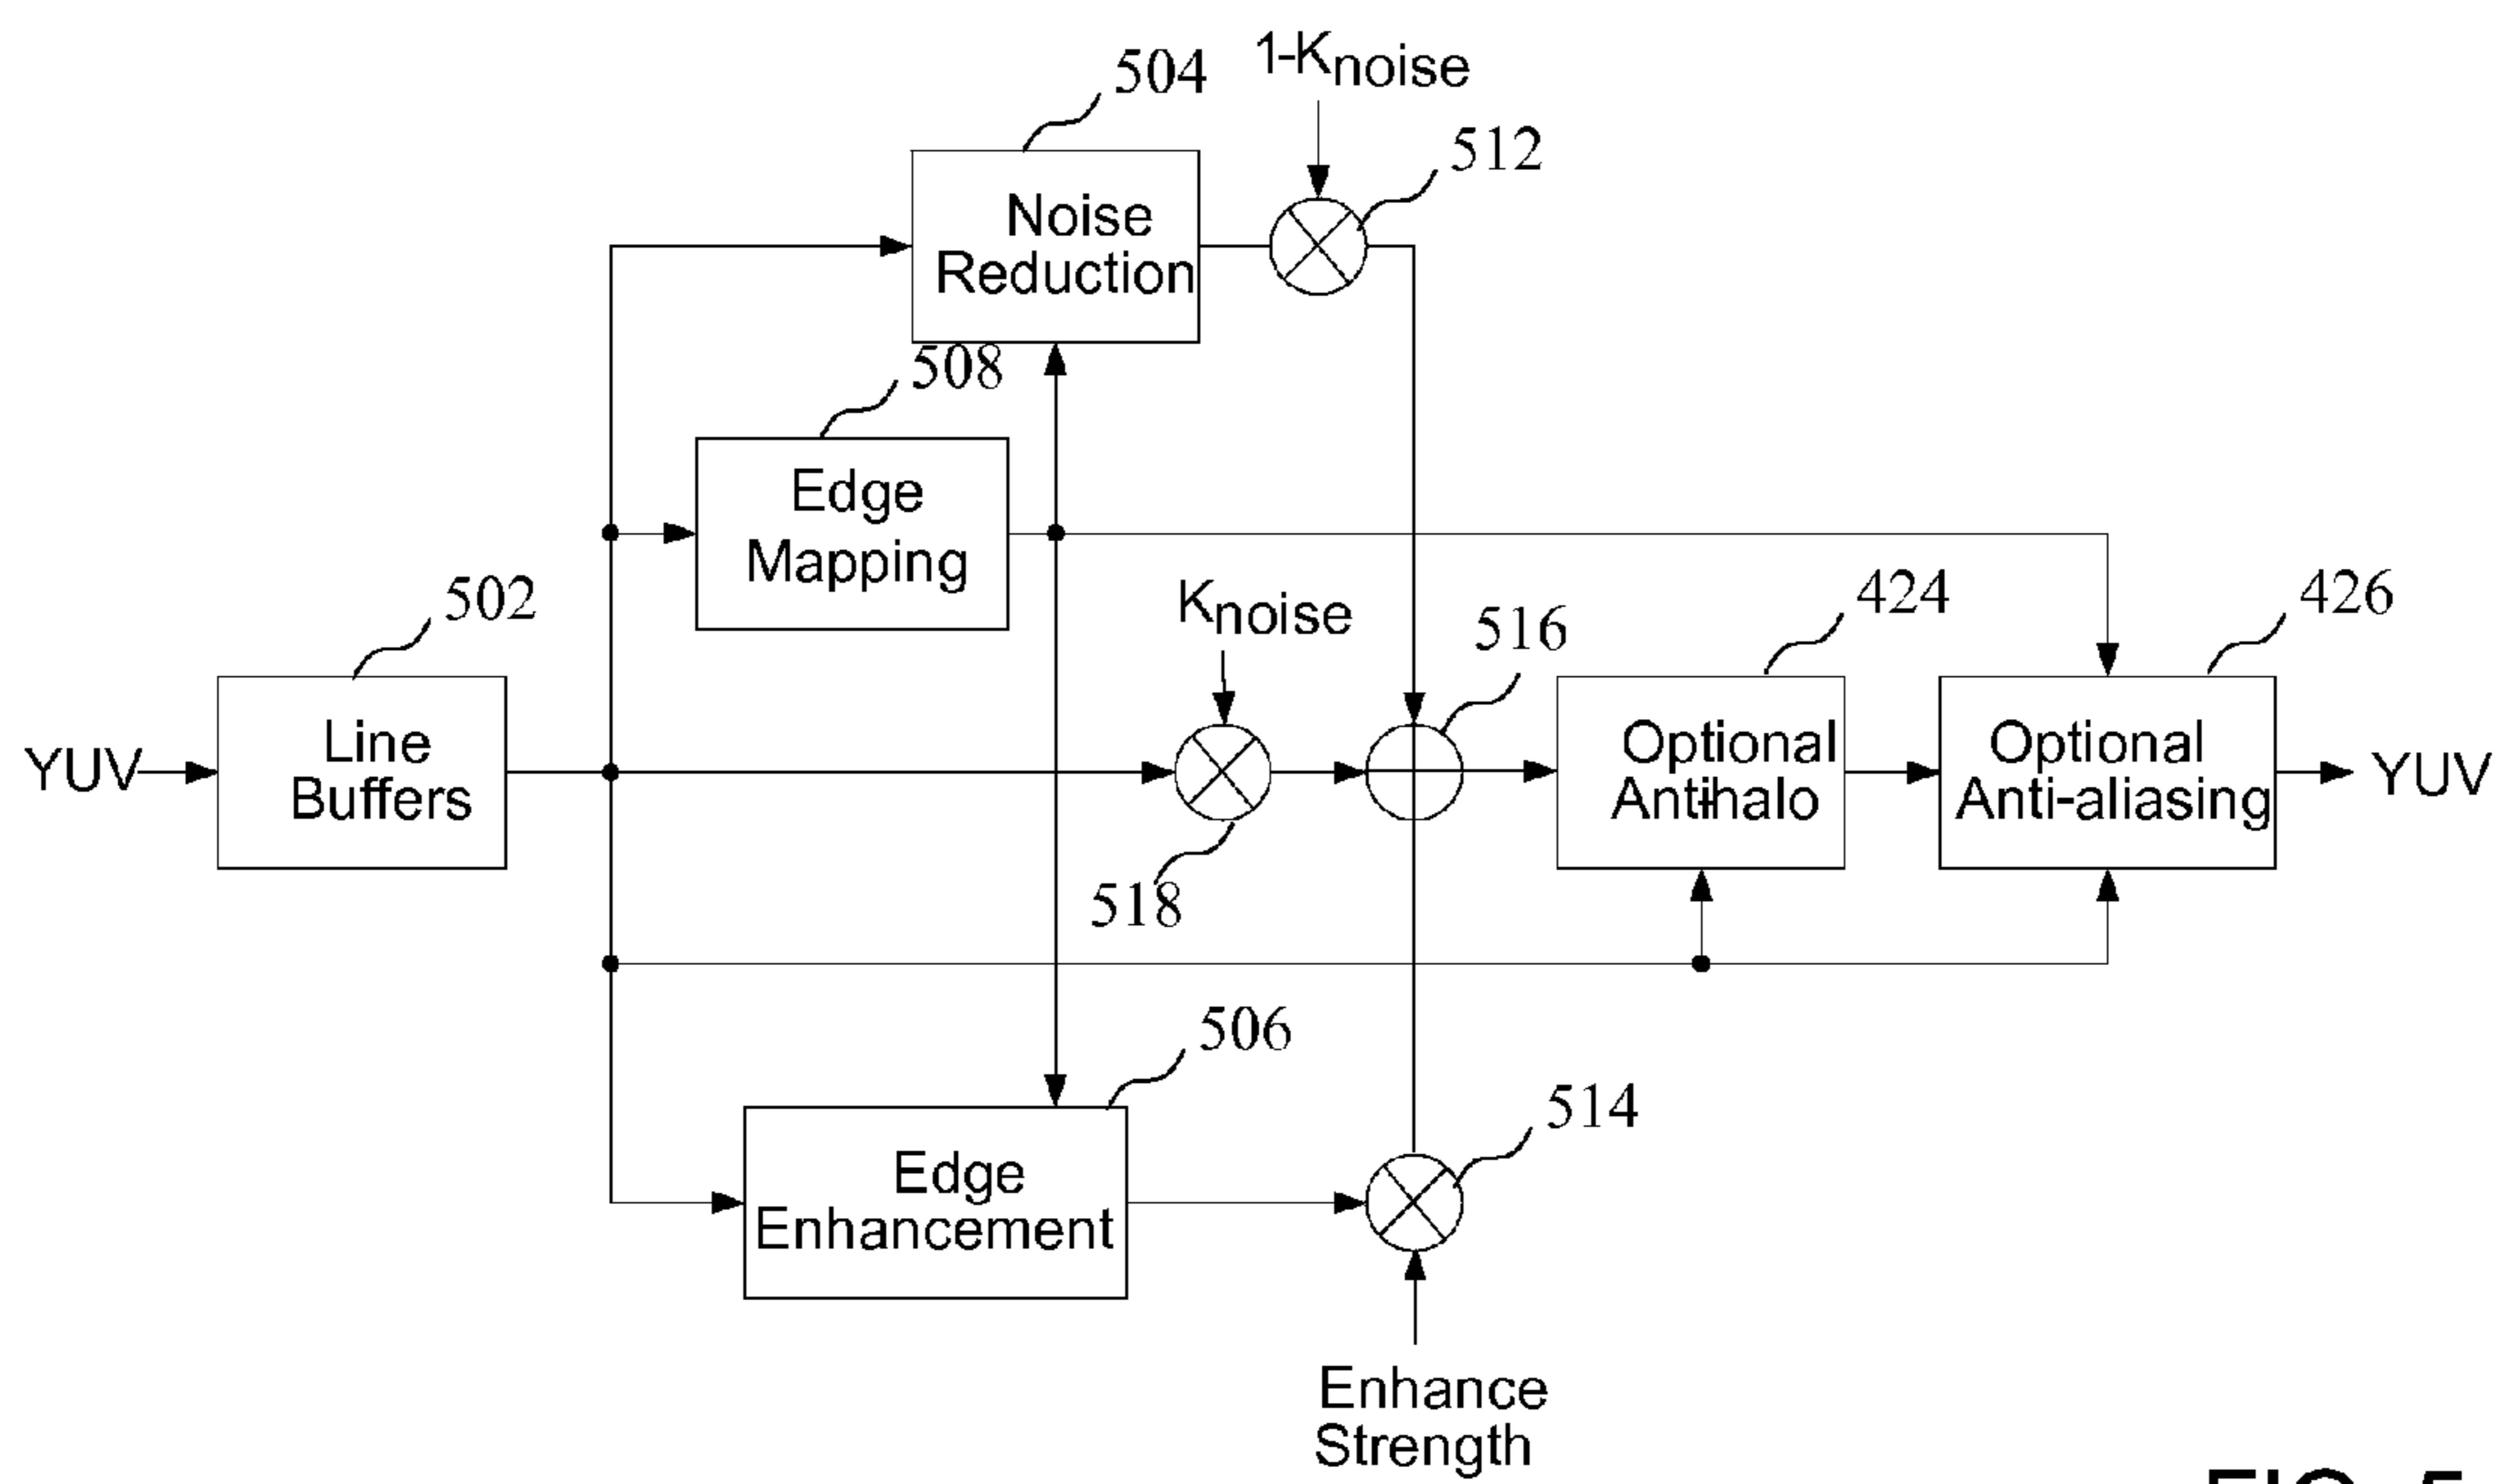 504
1-Knoise
512
Noise
Reduction
508
Edge
Mapping
502
Knoise
516
424
426
YUV
Line
Buffers
Optional
Antihalo
Optional
Anti-aliasing
YUV
518
506
514
Edge
Enhancement
Enhance
Strength